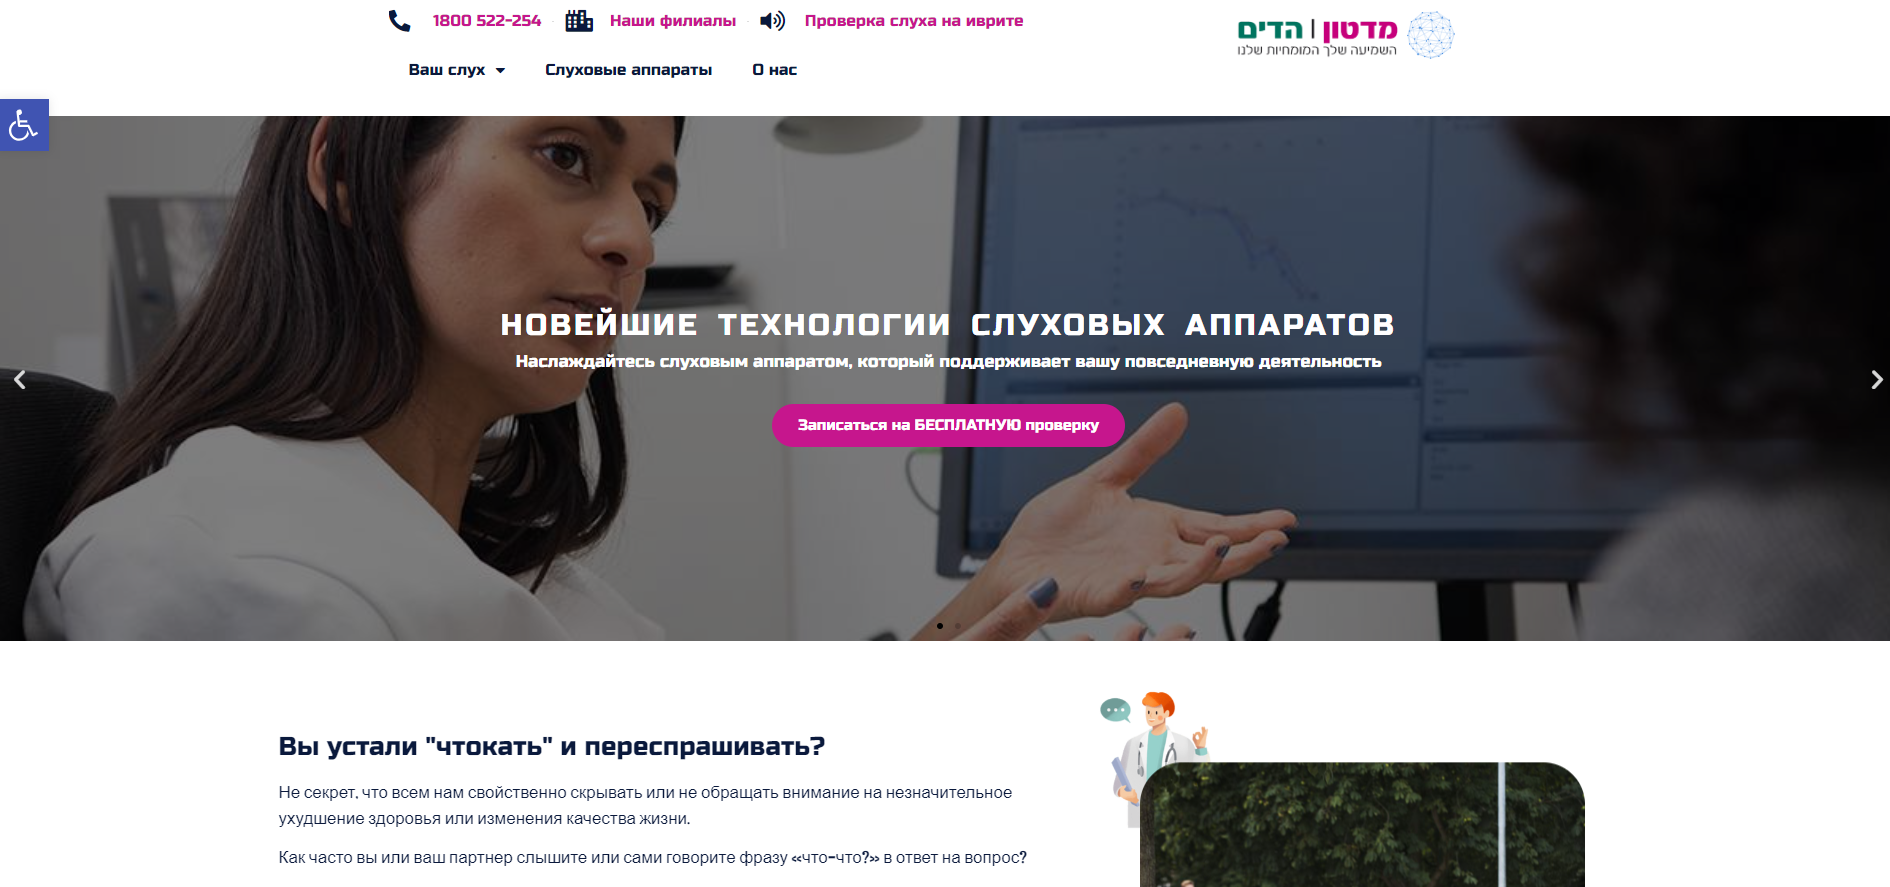 1800 522-254
Наши филиалы
Проверка слуха на иврите
מדטון | הדים
השמיעה שלך המומחיות שלנו
Ваш слух
Слуховые аппараты
О нас
НОВЕЙШИЕ ТЕХНОЛОГИИ СЛУХОВЫХ АППАРАТОВ
Наслаждайтесь слуховым аппаратом, который поддерживает вашу повседневную деятельность
Записаться на БЕСПЛАТНУЮ проверку
Вы устали "чтокать" и переспрашивать?
Не секрет, что всем нам свойственно скрывать или не обращать внимание на незначительное
ухудшение здоровья или изменения качества жизни.
Как часто вы или ваш партнер слышите или сами говорите фразу «что-что?» в ответ на вопрос?